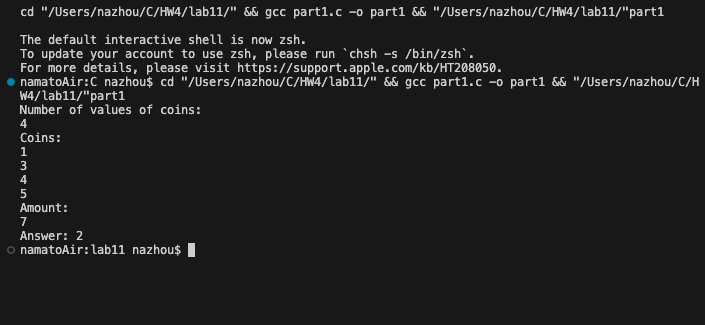 cd "/Users/nazhou/C/HW4/lab11/" && gcc part1.c -o part1 && "/Users/nazhou/C/HW4/lab11/"part1
The default interactive shell is now zsh.
To update your account to use zsh, please run `chsh -s /bin/zsh`.
For more details, please visit https://support.apple.com/kb/HT208050.
namatoAir:C nazhou$ cd "/Users/nazhou/C/HW4/lab11/" && gcc part1.c -o part1 && "/Users/nazhou/C/H
W4/lab11/"part1
Number of values of coins:
4
Coins:
1
3
4
5
Amount:
7
Answer: 2
namatoAir:lab11 nazhou$